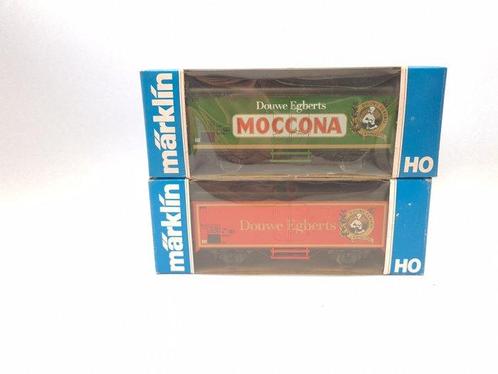 märklin
Douwe Egberts
MOCCONA
HO
märklin
Douwe Egberts
HO